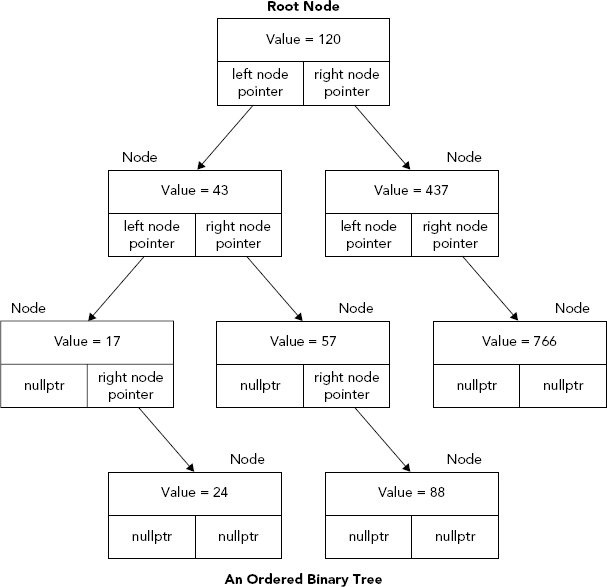 Root Node
Value = 120
left node
pointer
right node
pointer
Node
Node
Value = 43
Value = 437
left node
pointer
right node
pointer
left node
pointer
right node
pointer
Node
Node
Node
Value = 17
Value = 57
Value = 766
nullptr
right node
pointer
nullptr
right node
pointer
nullptr
nullptr
Node
Node
Value = 24
Value = 88
nullptr
nullptr
nullptr
nullptr
An Ordered Binary Tree